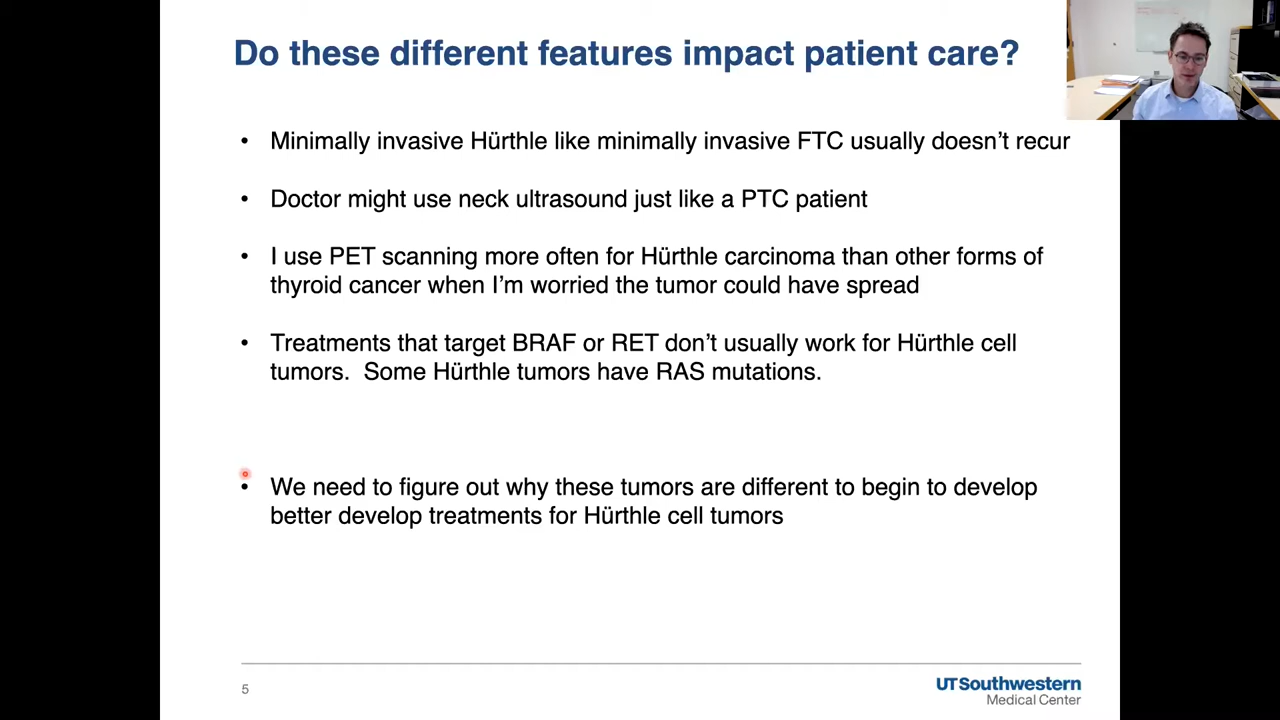 Do these different features impact patient care?
• Minimally invasive Hürthle like minimally invasive FTC usually doesn’t recur
• Doctor might use neck ultrasound just like a PTC patient
• I use PET scanning more often for Hürthle carcinoma than other forms of
thyroid cancer when I’m worried the tumor could have spread
• Treatments that target BRAF or RET don’t usually work for Hürthle cell
tumors.  Some Hürthle tumors have RAS mutations.
• We need to figure out why these tumors are different to begin to develop
better develop treatments for Hürthle cell tumors
5
UTSouthwestern
Medical Center